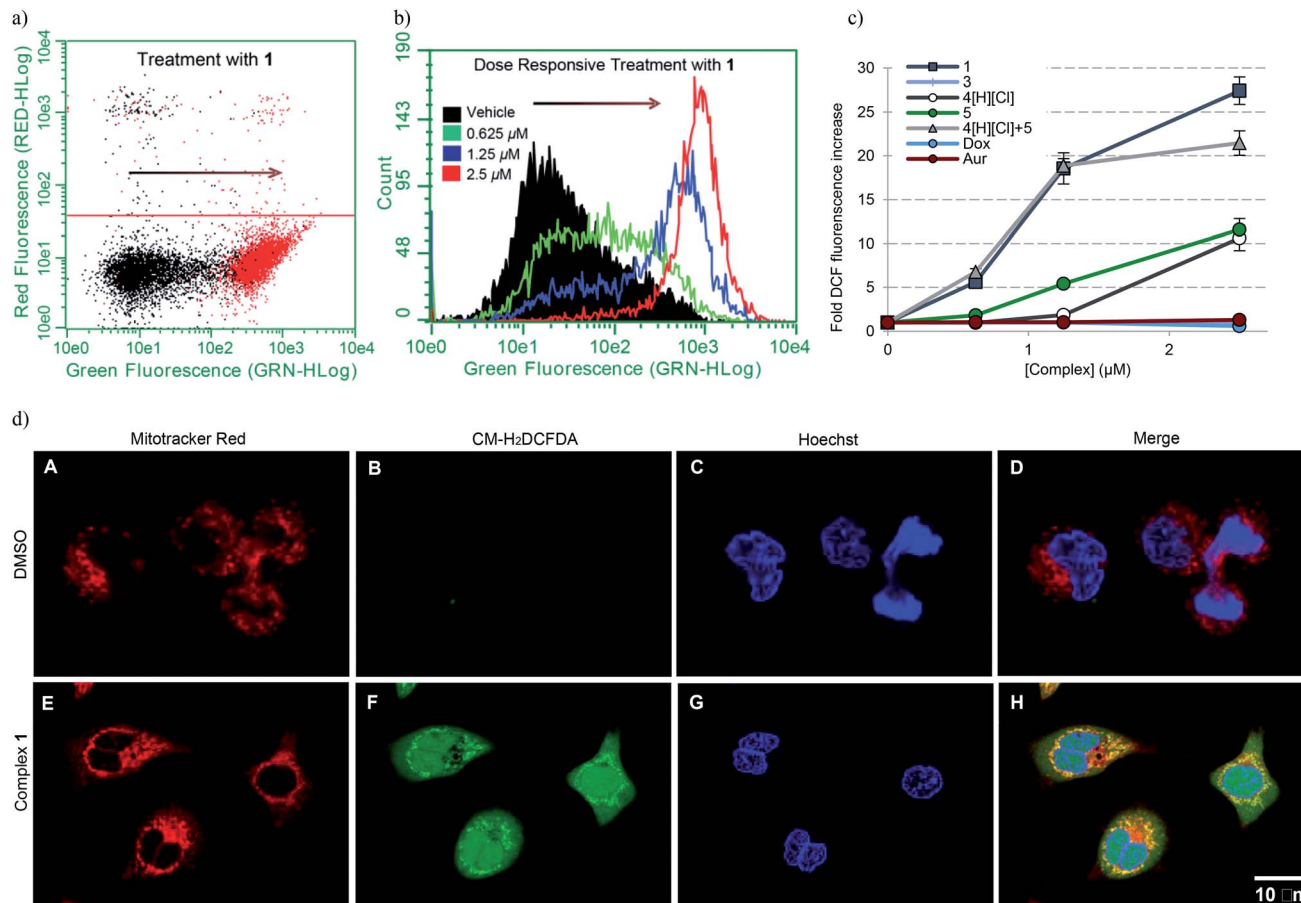 a)
Treatment with 1
Red Fluorescence (RED-HLog)
10e4
10e3
10e2
10e1
10e0
10e0 10e1 10e2 10e3 10e4
Green Fluorescence (GRN-HLog)
b)
Dose Responsive Treatment with 1
Vehicle
0.625 µM
1.25 µM
2.5 µM
Count
190
143
95
48
0
10e0 10e1 10e2 10e3 10e4
Green Fluorescence (GRN-HLog)
c)
1
3
4[H][Cl]
5
4[H][Cl]+5
Dox
Aur
Fold DCF fluorenscence increase
30
25
20
15
10
5
0
0 1 2
[Complex] (µM)
d)
Mitotracker Red CM-H₂DCFDA Hoechst Merge
DMSO
A B C D
Complex 1
E F G H
10 □m